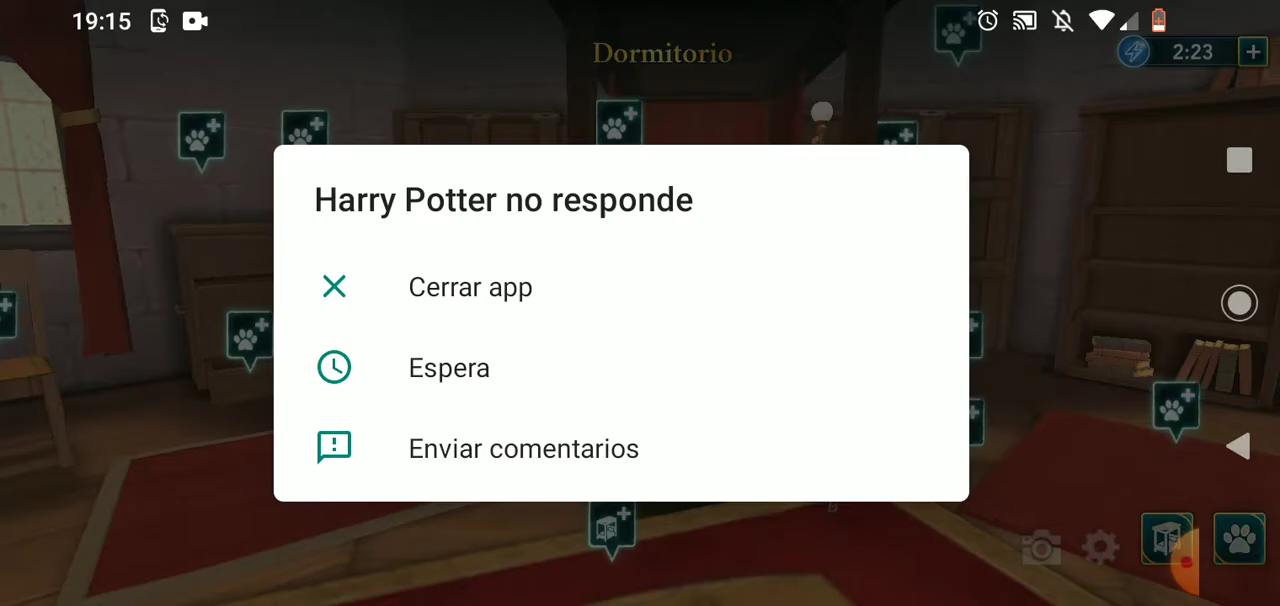 19:15
Dormitorio
2:23
Harry Potter no responde
Cerrar app
Espera
Enviar comentarios